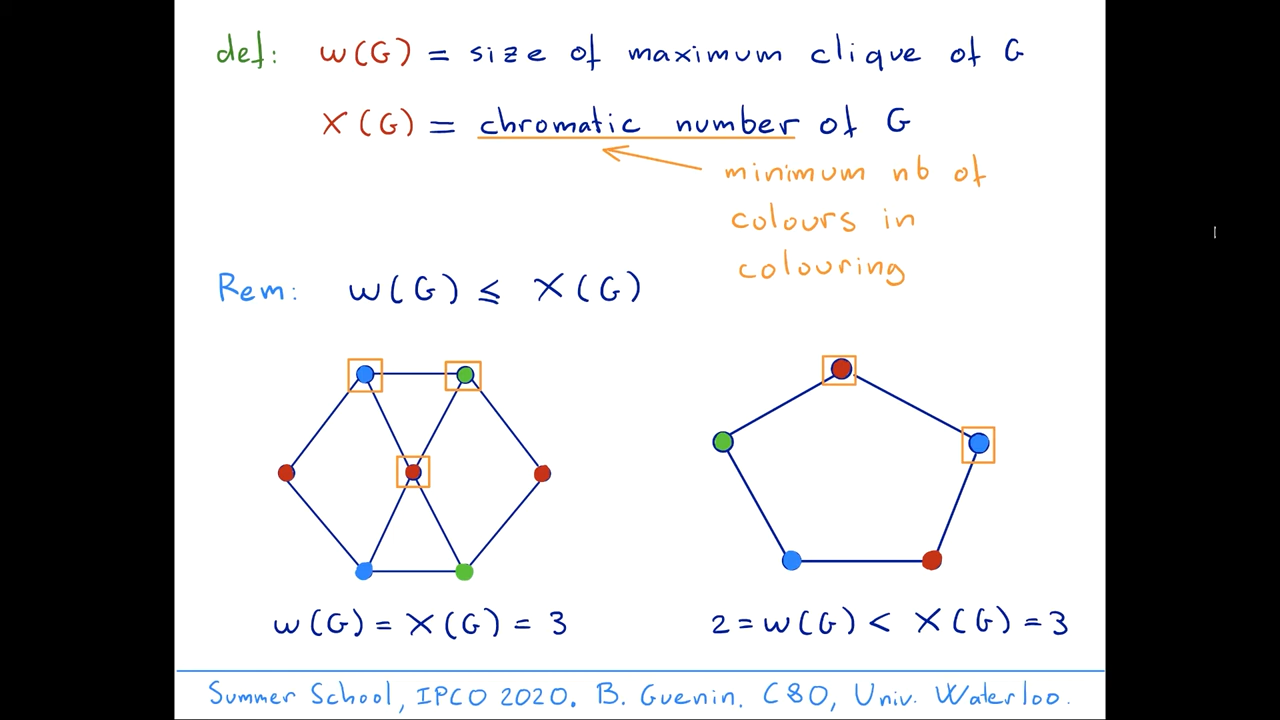 def: ω(G) = size of maximum clique of G
χ(G) = chromatic number of G
minimum nb of
colours in
colouring
Rem: ω(G) ≤ χ(G)
ω(G) = χ(G) = 3
2 = ω(G) < χ(G) = 3
Summer School, IPCO 2020. B. Guenin. C&O, Univ. Waterloo.